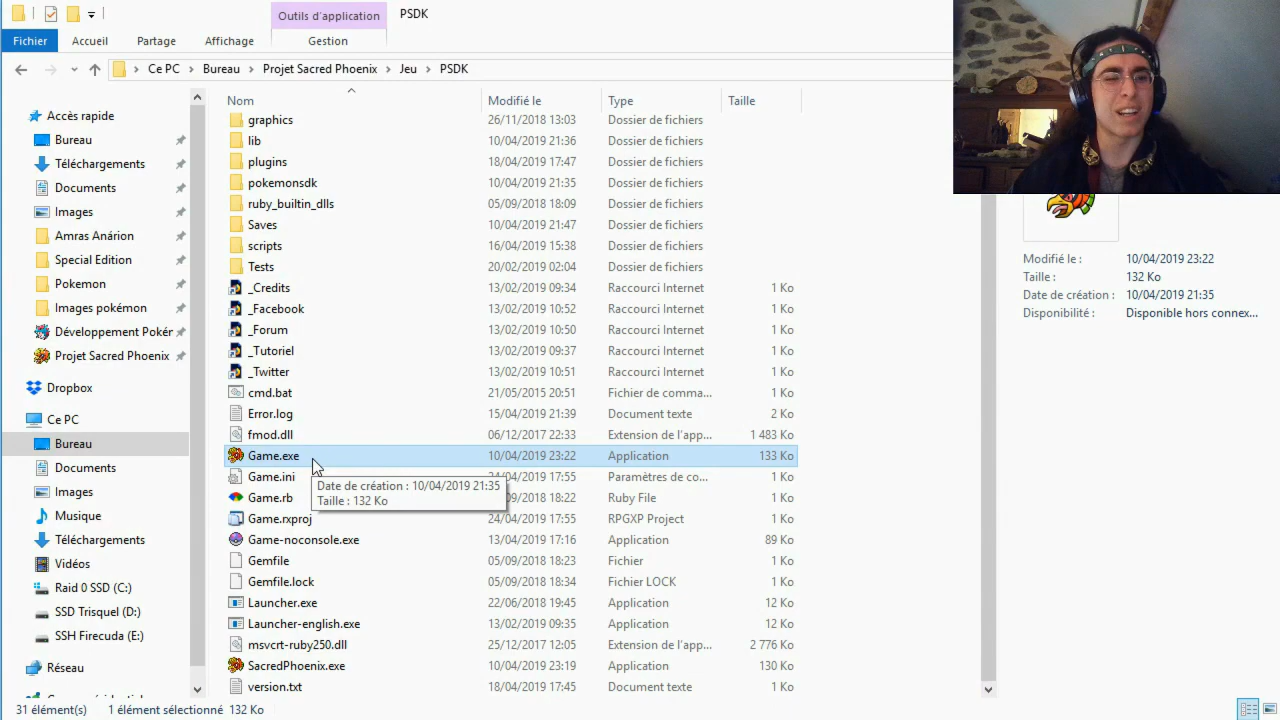 Outils d'application PSDK
Fichier Accueil Partage Affichage Gestion
Ce PC Bureau Projet Sacred Phoenix Jeu PSDK
Nom Modifié le Type Taille
Accès rapide
Bureau
Téléchargements
Documents
Images
Amras Anárion
Special Edition
Pokemon
Images pokémon
Développement Pokér
Projet Sacred Phoenix
Dropbox
Ce PC
Bureau
Documents
Images
Musique
Téléchargements
Vidéos
Raid 0 SSD (C:)
SSD Trisquel (D:)
SSH Firecuda (E:)
Réseau
graphics 26/11/2018 13:03 Dossier de fichiers
lib 10/04/2019 21:36 Dossier de fichiers
plugins 18/04/2019 17:47 Dossier de fichiers
pokemonsdk 10/04/2019 21:35 Dossier de fichiers
ruby_builtin_dlls 05/09/2018 18:09 Dossier de fichiers
Saves 10/04/2019 21:47 Dossier de fichiers
scripts 16/04/2019 15:38 Dossier de fichiers
Tests 20/02/2019 02:04 Dossier de fichiers
_Credits 13/02/2019 09:34 Raccourci Internet 1 Ko
_Facebook 13/02/2019 10:52 Raccourci Internet 1 Ko
_Forum 13/02/2019 10:50 Raccourci Internet 1 Ko
_Tutoriel 13/02/2019 09:37 Raccourci Internet 1 Ko
_Twitter 13/02/2019 10:51 Raccourci Internet 1 Ko
cmd.bat 21/05/2015 20:51 Fichier de comma... 1 Ko
Error.log 15/04/2019 21:39 Document texte 2 Ko
fmod.dll 06/12/2017 22:33 Extension de l'app... 1 483 Ko
Game.exe 10/04/2019 23:22 Application 133 Ko
Game.ini /04/2019 17:55 Paramètres de co... 1 Ko
Date de création : 10/04/2019 21:35
Taille : 132 Ko
Game.rb /09/2018 18:22 Ruby File 1 Ko
Game.rxproj 24/04/2019 17:55 RPGXP Project 1 Ko
Game-noconsole.exe 13/04/2019 17:16 Application 89 Ko
Gemfile 05/09/2018 18:23 Fichier 1 Ko
Gemfile.lock 05/09/2018 18:34 Fichier LOCK 1 Ko
Launcher.exe 22/06/2018 19:45 Application 12 Ko
Launcher-english.exe 13/02/2019 09:35 Application 12 Ko
msvcrt-ruby250.dll 25/12/2017 12:05 Extension de l'app... 2 776 Ko
SacredPhoenix.exe 10/04/2019 23:19 Application 130 Ko
version.txt 18/04/2019 17:45 Document texte 1 Ko
Modifié le : 10/04/2019 23:22
Taille : 132 Ko
Date de création : 10/04/2019 21:35
Disponibilité : Disponible hors connex...
31 élément(s) 1 élément sélectionné 132 Ko